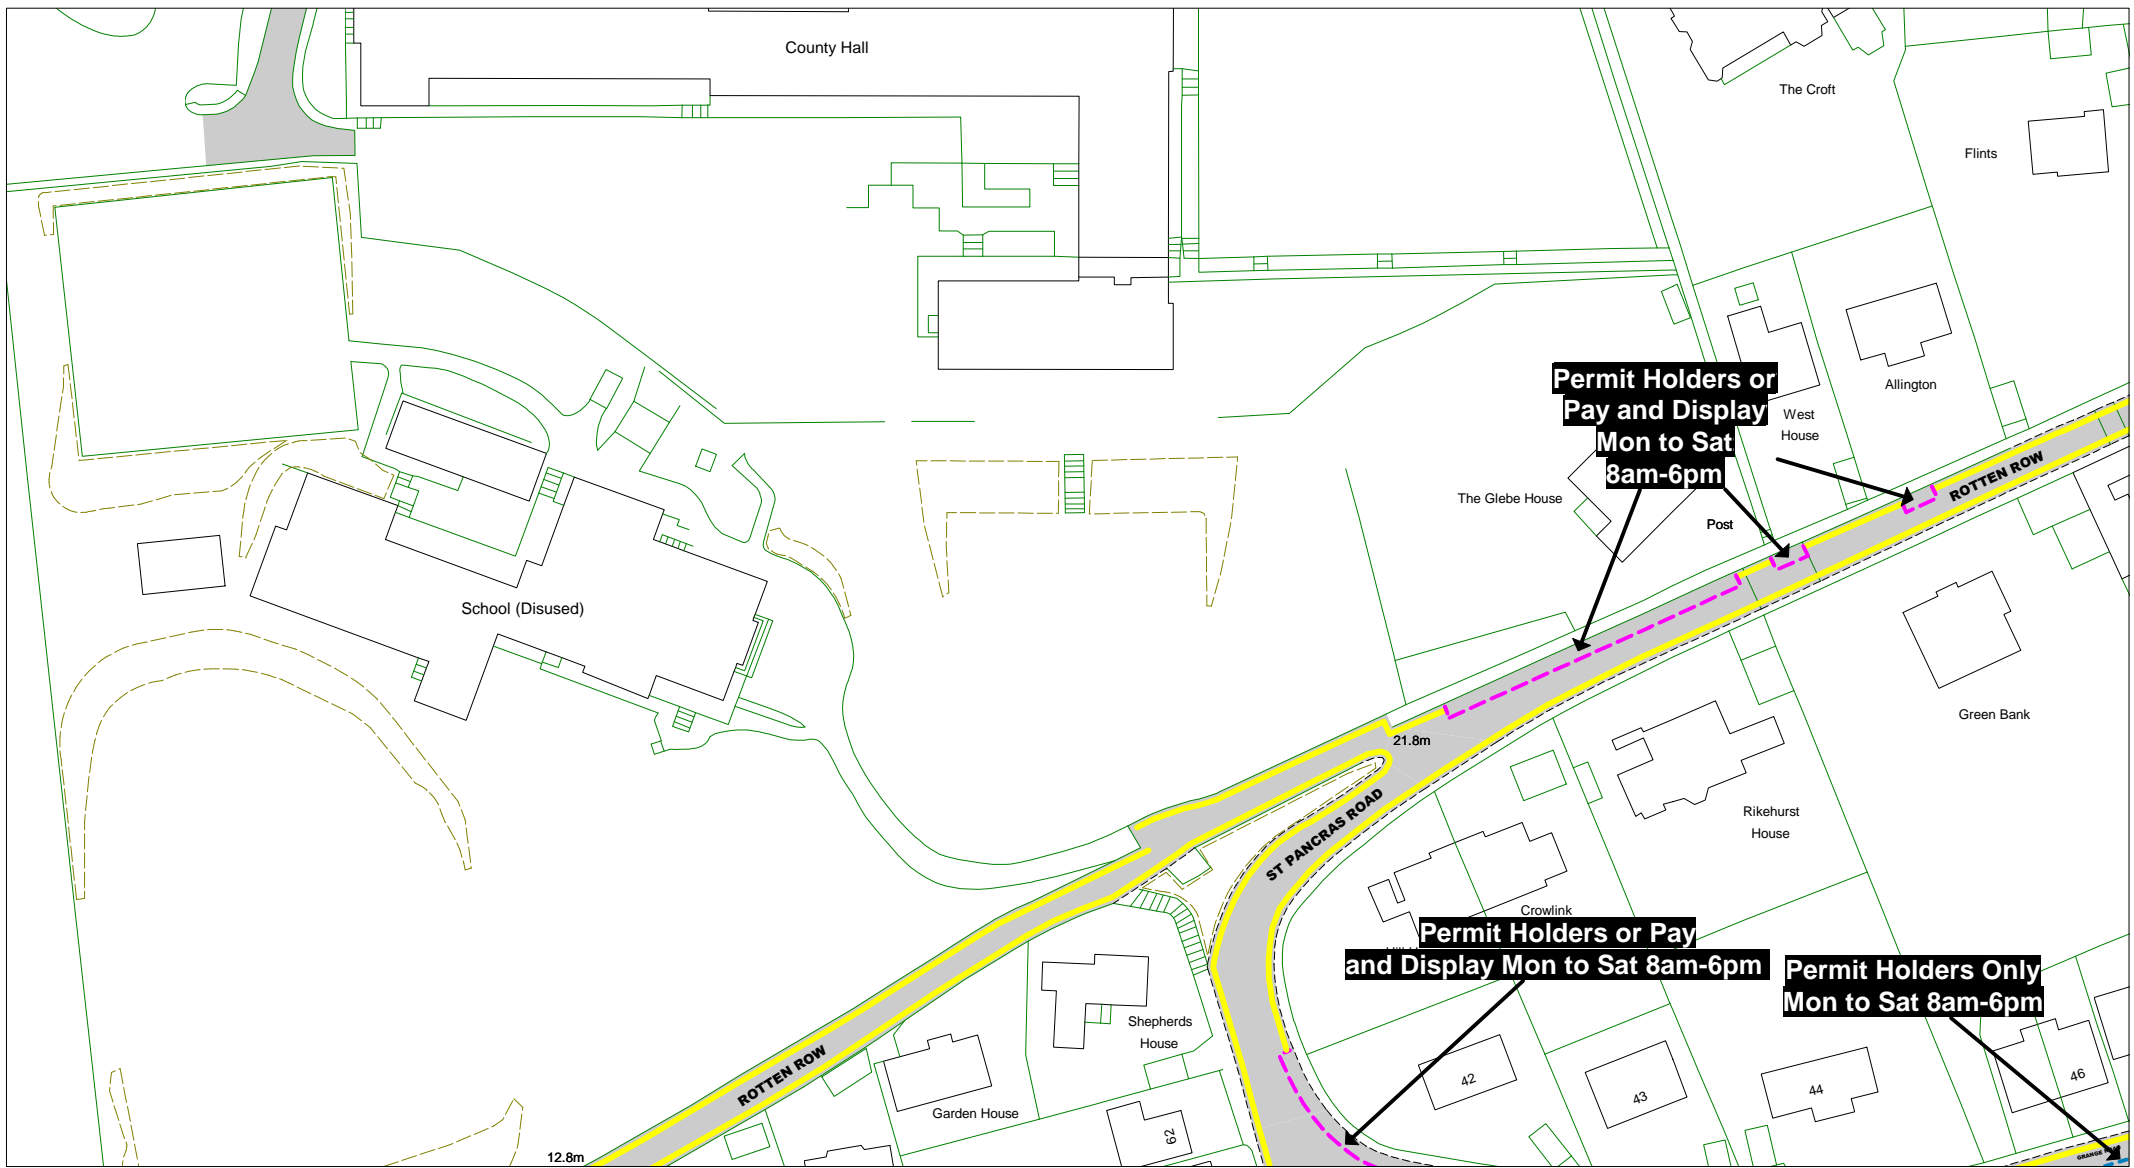 County Hall
The Croft
Flints
Permit Holders or
Pay and Display
Mon to Sat
8am-6pm
Allington
West
House
ROTTEN ROW
The Glebe House
Post
School (Disused)
Green Bank
21.8m
ST PANCRAS ROAD
Rikehurst
House
Crowlink
Permit Holders or Pay
and Display Mon to Sat 8am-6pm
Permit Holders Only
Mon to Sat 8am-6pm
Shepherds
House
ROTTEN ROW
Garden House
42
43
44
46
62
12.8m
GRANGE